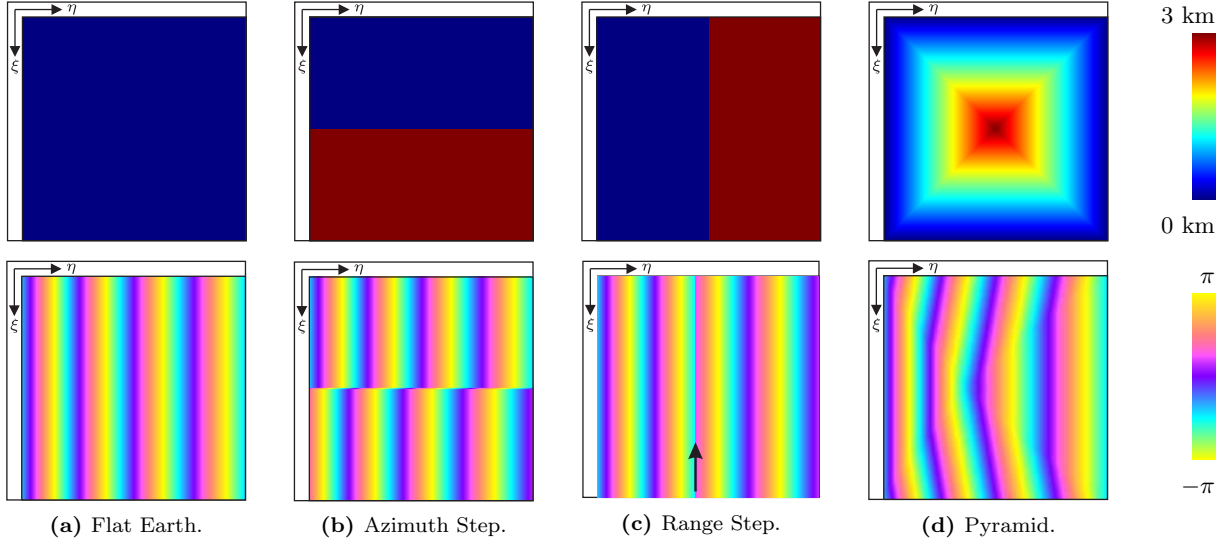 η η η η 3 km
ξ ξ ξ ξ
0 km
η η η η π
ξ ξ ξ ξ
−π
(a) Flat Earth. (b) Azimuth Step. (c) Range Step. (d) Pyramid.